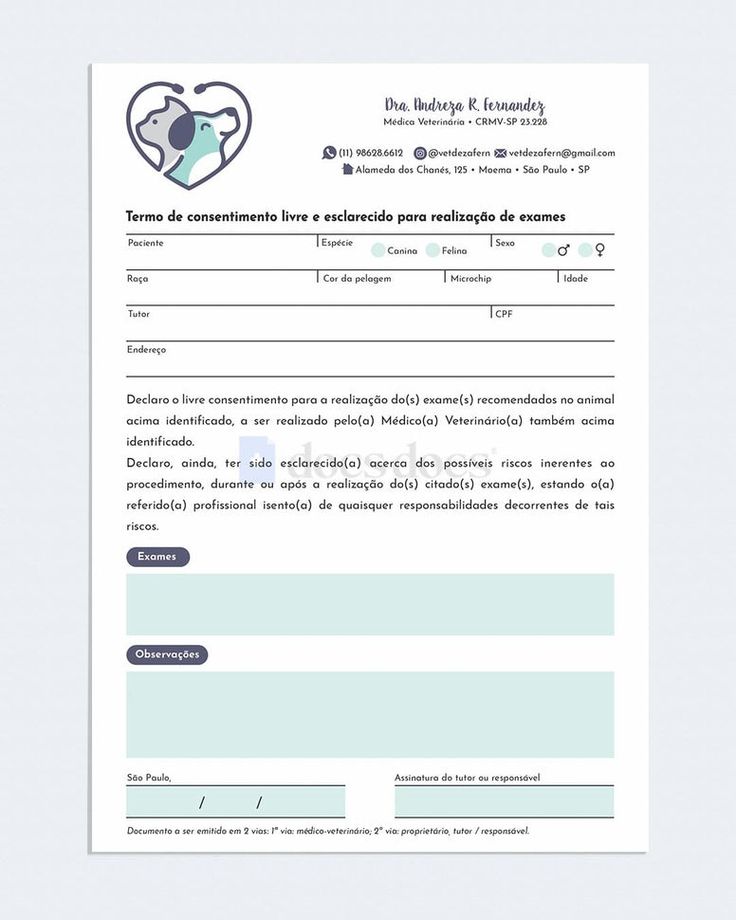 Dra. Andreza R. Fernandez
Médica Veterinária • CRMV-SP 23.228
(11) 98628.6612 @vetdezafern vetdezafern@gmail.com
Alameda dos Chanés, 125 • Moema • São Paulo • SP
Termo de consentimento livre e esclarecido para realização de exames
Paciente Espécie Canina Felina Sexo ♂ ♀
Raça Cor da pelagem Microchip Idade
Tutor CPF
Endereço
Declaro o livre consentimento para a realização do(s) exame(s) recomendados no animal
acima identificado, a ser realizado pelo(a) Médico(a) Veterinário(a) também acima
identificado.
docsdocs
Declaro, ainda, ter sido esclarecido(a) acerca dos possíveis riscos inerentes ao
procedimento, durante ou após a realização do(s) citado(s) exame(s), estando o(a)
referido(a) profissional isento(a) de quaisquer responsabilidades decorrentes de tais
riscos.
Exames
Observações
São Paulo, Assinatura do tutor ou responsável
/ /
Documento a ser emitido em 2 vias: 1ª via: médico-veterinário; 2ª via: proprietário, tutor / responsável.